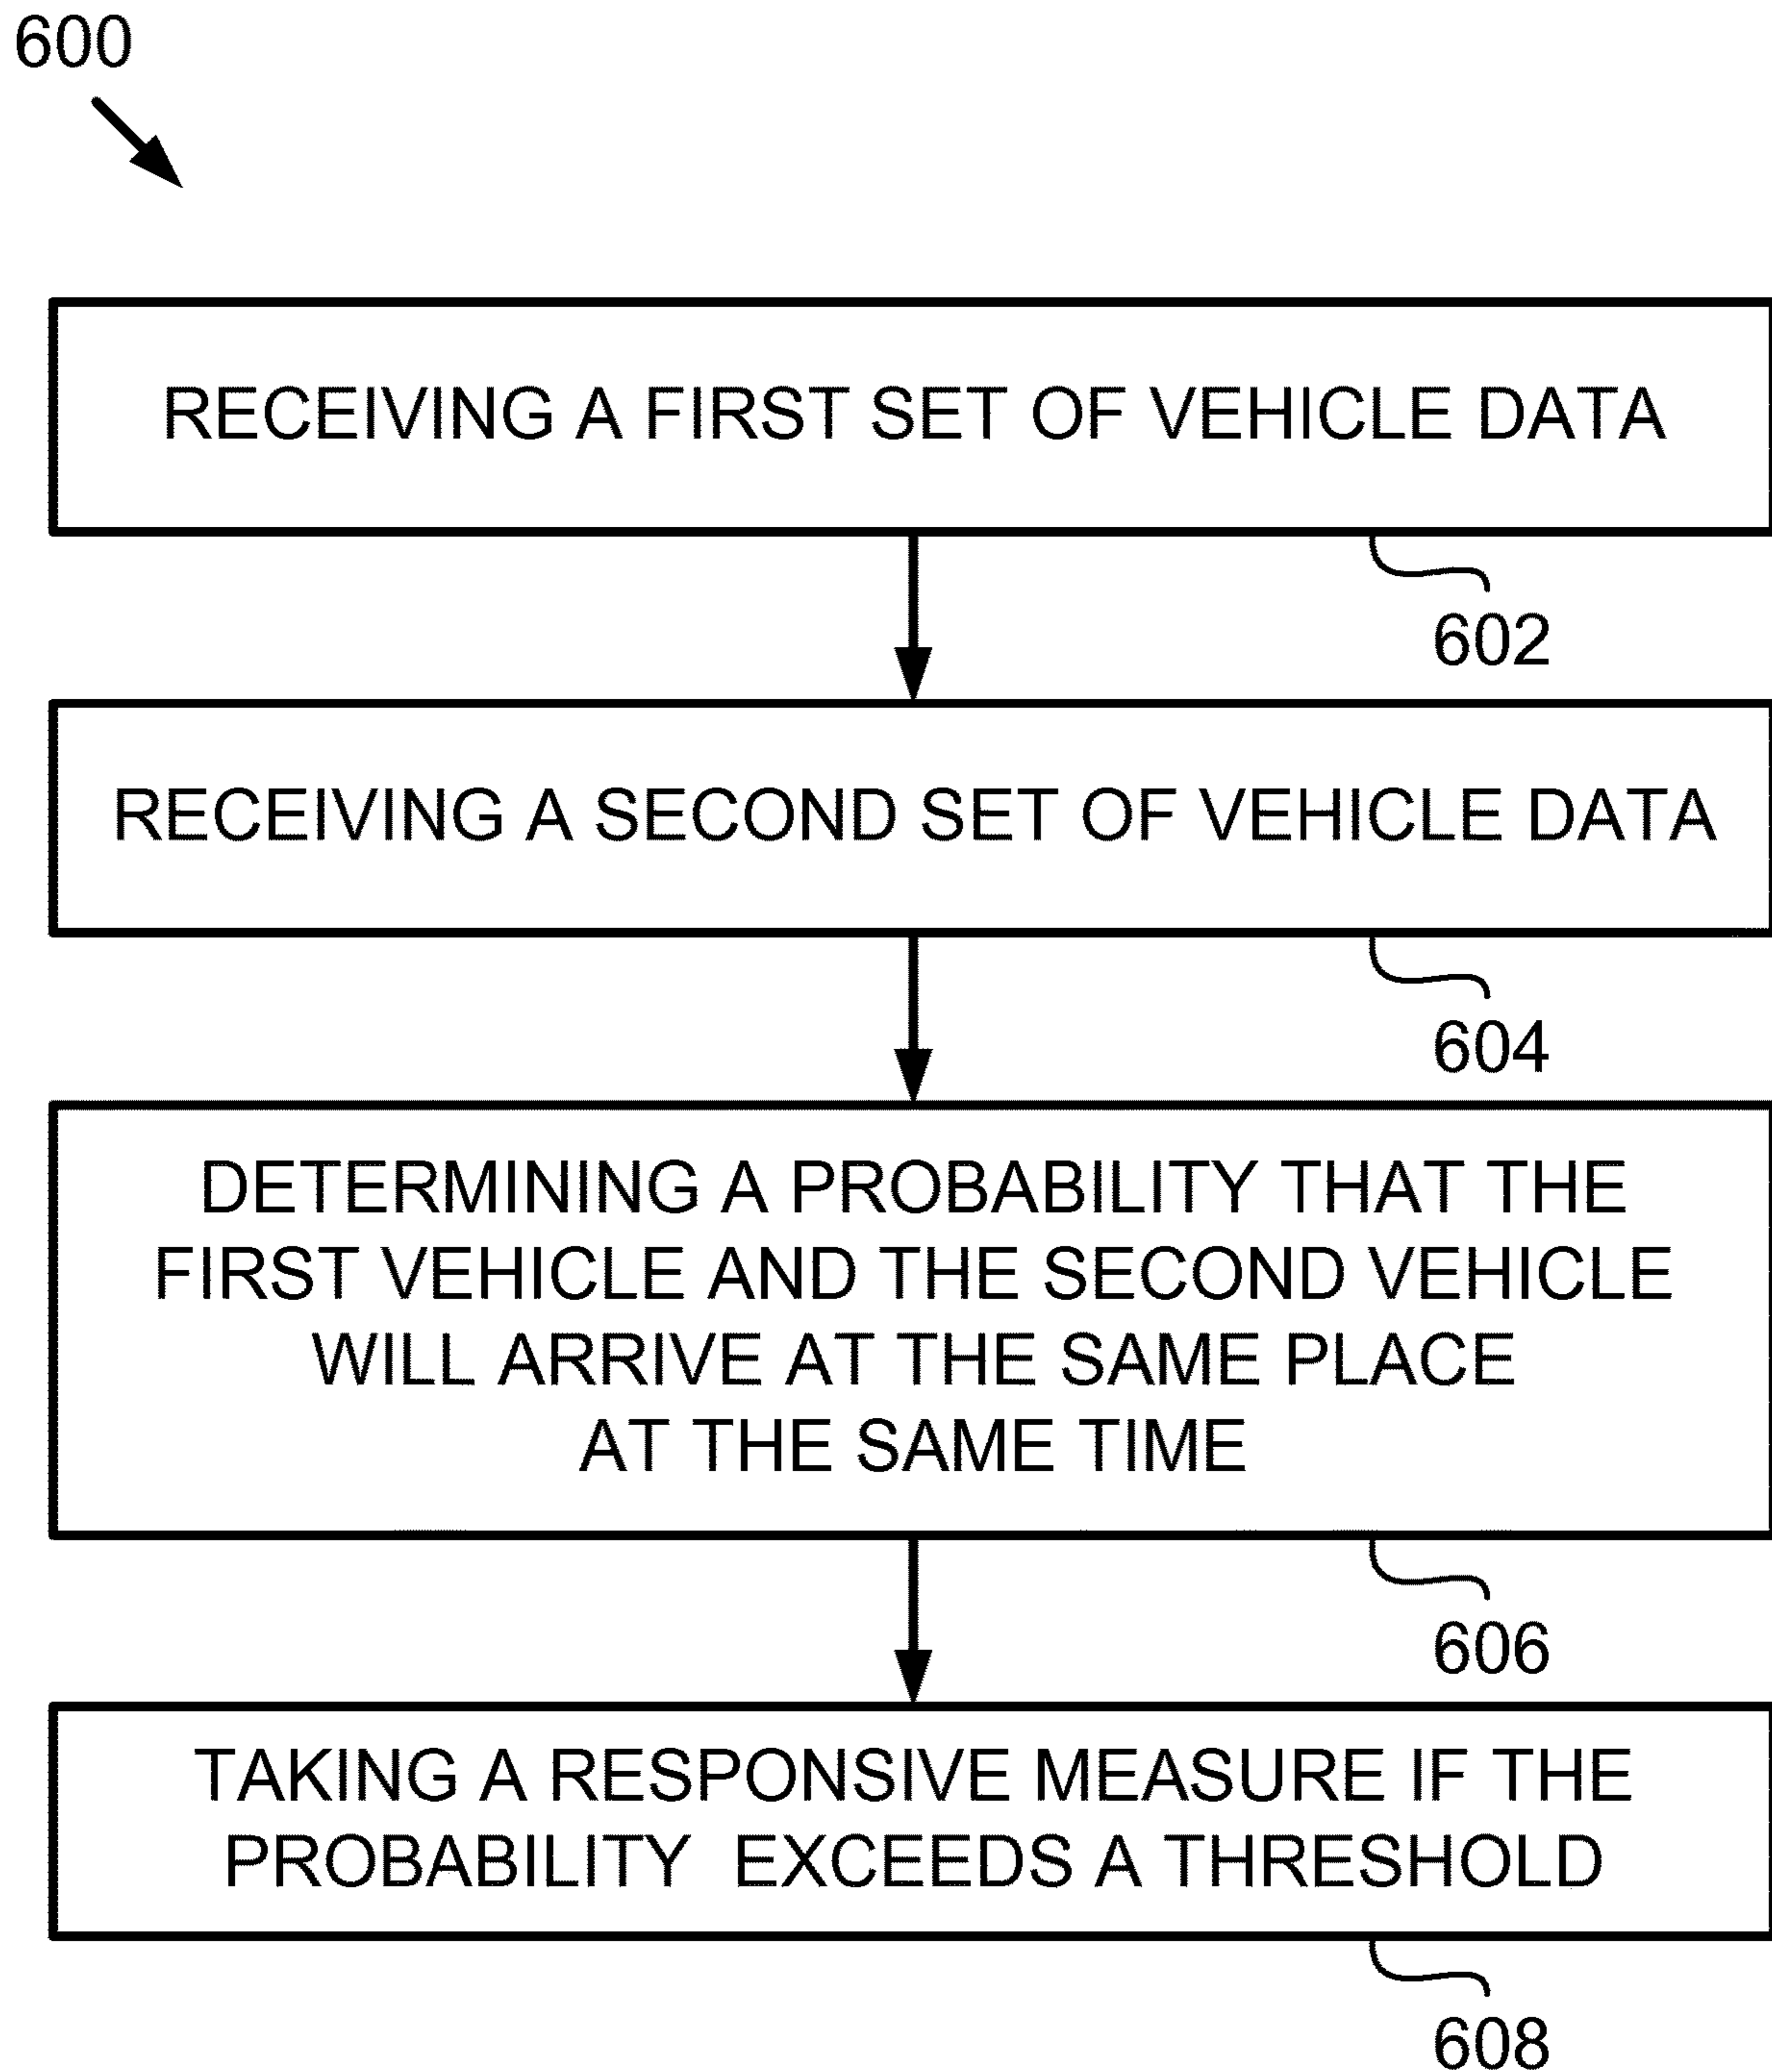 600
RECEIVING A FIRST SET OF VEHICLE DATA
602
RECEIVING A SECOND SET OF VEHICLE DATA
604
DETERMINING A PROBABILITY THAT THE
FIRST VEHICLE AND THE SECOND VEHICLE
WILL ARRIVE AT THE SAME PLACE
AT THE SAME TIME
606
TAKING A RESPONSIVE MEASURE IF THE
PROBABILITY EXCEEDS A THRESHOLD
608